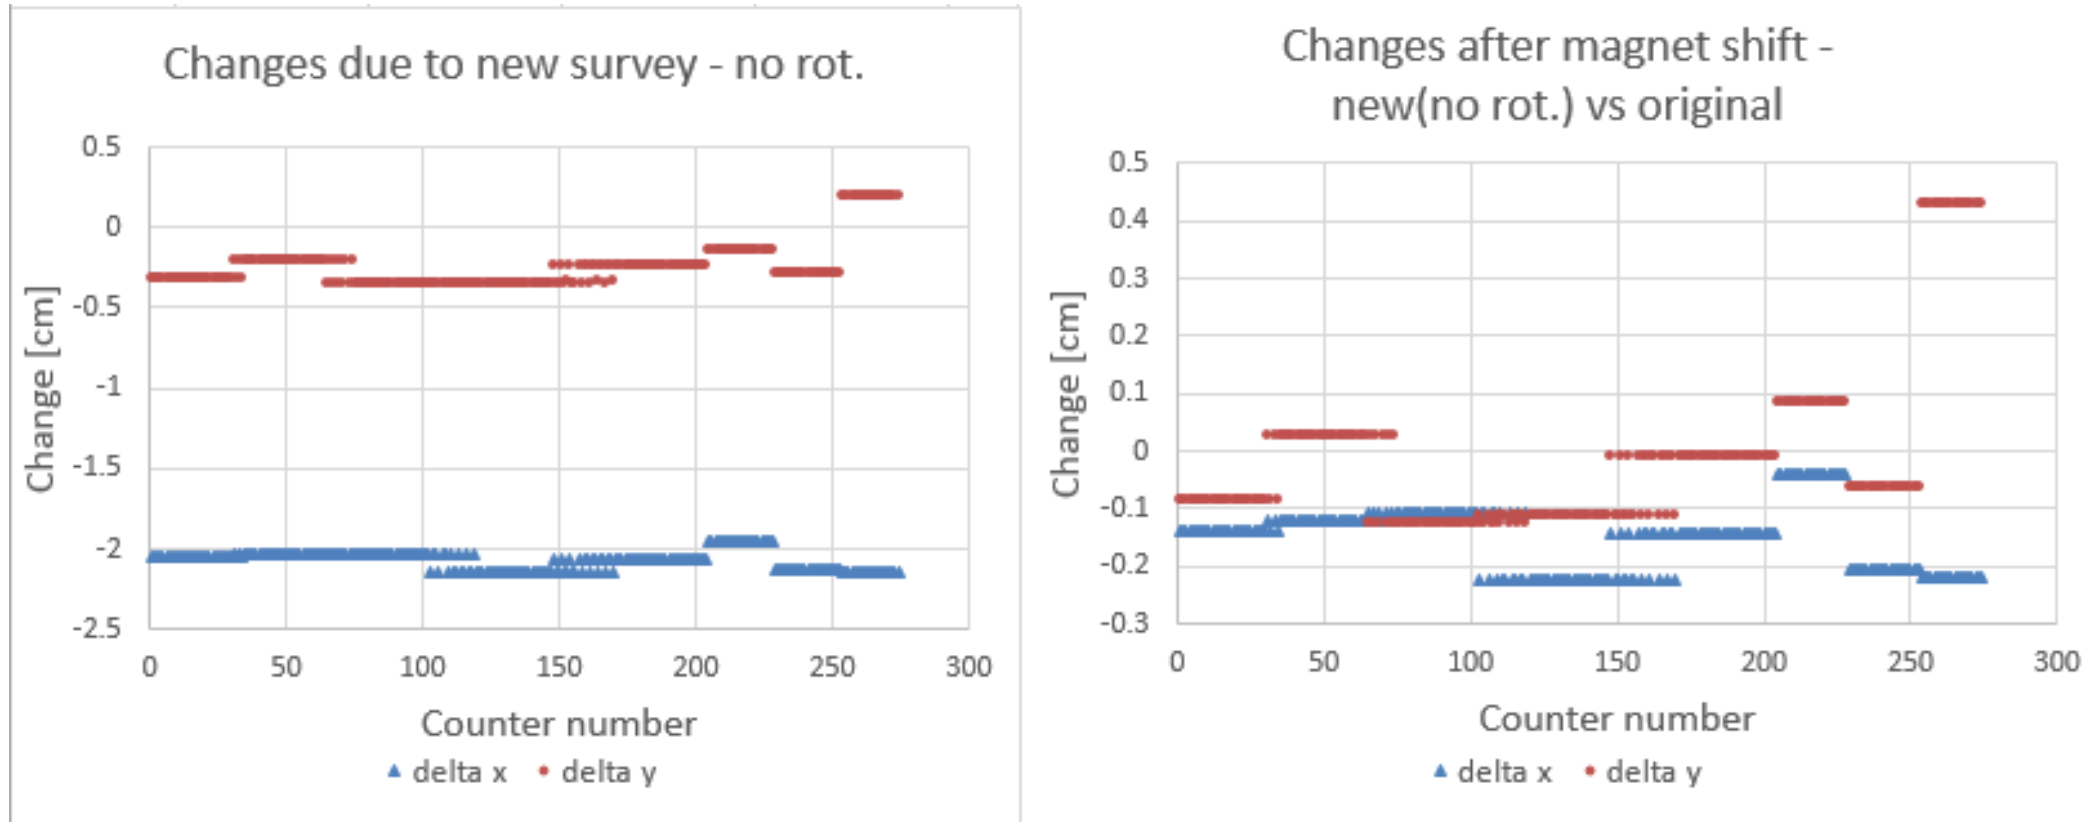 Changes due to new survey - no rot.
0.5
0
-0.5
-1
-1.5
-2
-2.5
Change [cm]
0 50 100 150 200 250 300
Counter number
delta x delta y
Changes after magnet shift -
new(no rot.) vs original
0.5
0.4
0.3
0.2
0.1
0
-0.1
-0.2
-0.3
Change [cm]
0 50 100 150 200 250 300
Counter number
delta x delta y